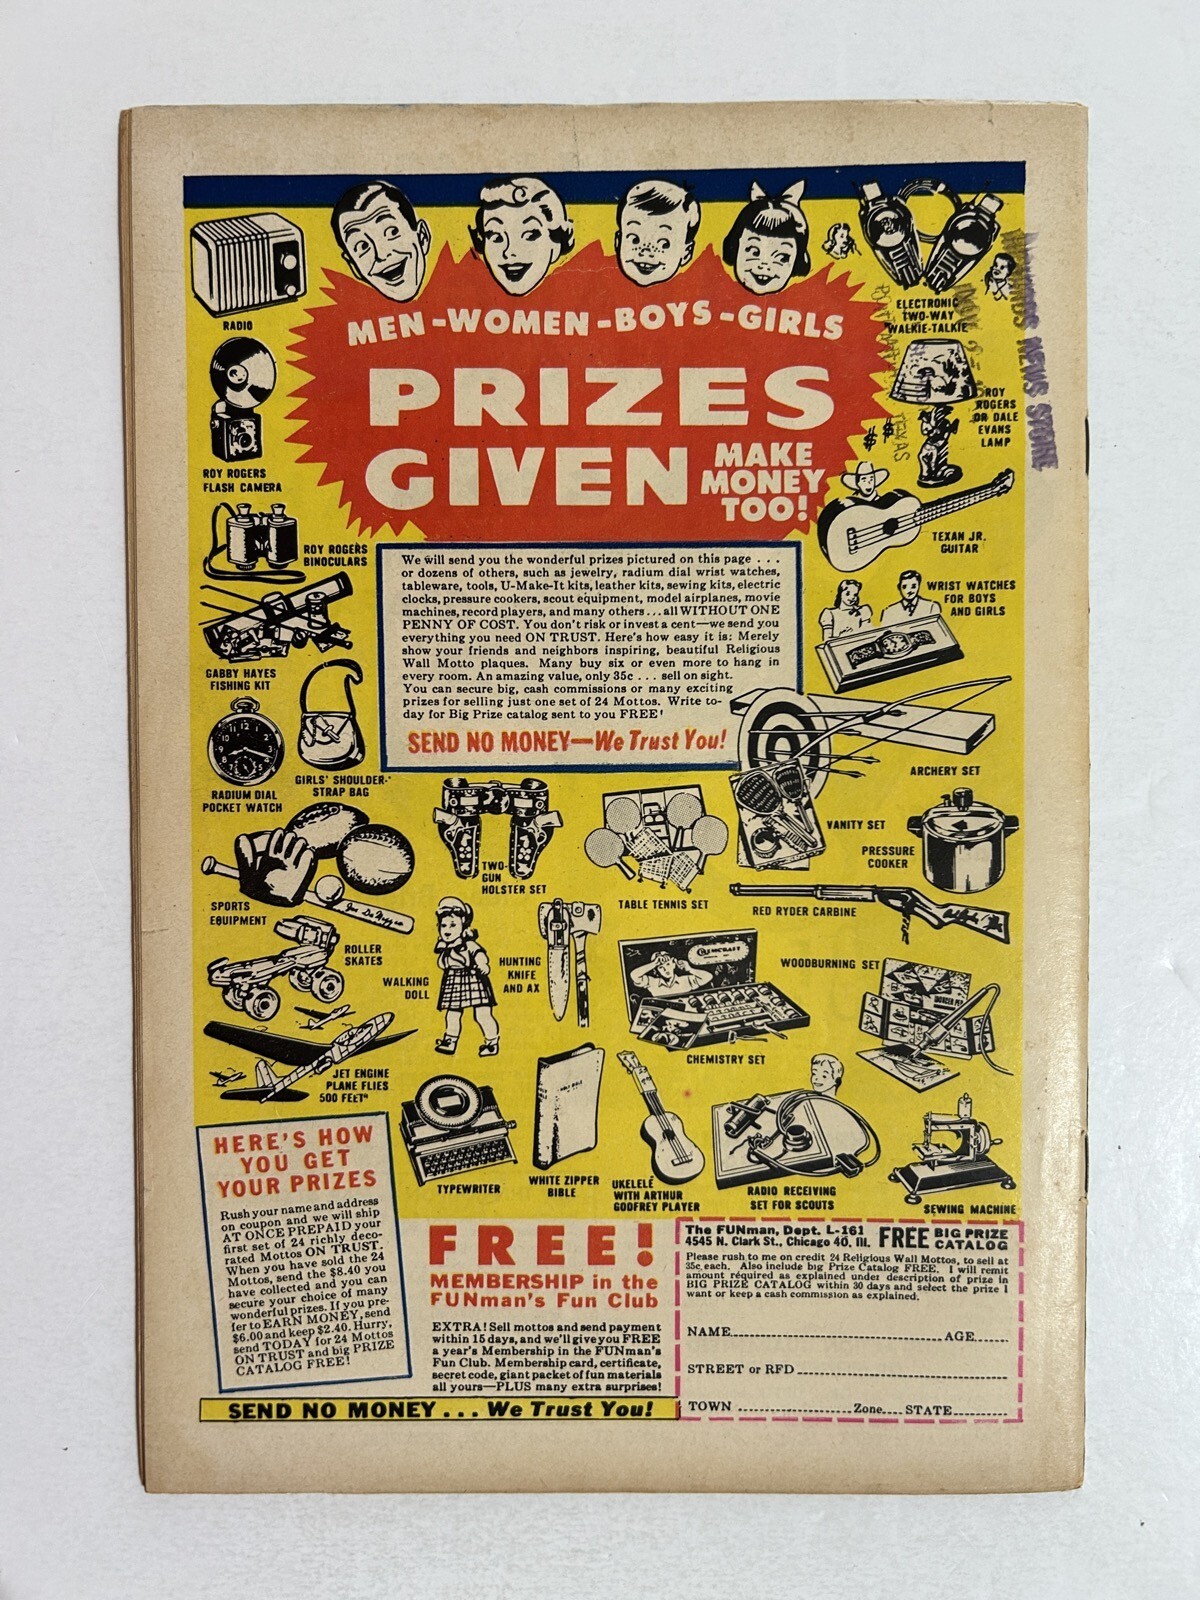 MEN-WOMEN-BOYS-GIRLS
PRIZES
GIVEN
MAKE
MONEY
TOO!
RADIO
ELECTRONIC
TWO-WAY
WALKIE-TALKIE
NEWS STORE
TEXAS
ROY ROGERS
FLASH CAMERA
ROY
ROGERS
OR DALE
EVANS
LAMP
$ $
ROY ROGERS
BINOCULARS
TEXAN JR.
GUITAR
GABBY HAYES
FISHING KIT
WRIST WATCHES
FOR BOYS
AND GIRLS
We will send you the wonderful prizes pictured on this page . . .
or dozens of others, such as jewelry, radium dial wrist watches,
tableware, tools, U-Make-It kits, leather kits, sewing kits, electric
clocks, pressure cookers, scout equipment, model airplanes, movie
machines, record players, and many others . . . all WITHOUT ONE
PENNY OF COST. You don't risk or invest a cent—we send you
everything you need ON TRUST. Here's how easy it is: Merely
show your friends and neighbors inspiring, beautiful Religious
Wall Motto plaques. Many buy six or even more to hang in
every room. An amazing value, only 35c . . . sell on sight.
You can secure big, cash commissions or many exciting
prizes for selling just one set of 24 Mottos. Write to-
day for Big Prize catalog sent to you FREE!
SEND NO MONEY—We Trust You!
RADIUM DIAL
POCKET WATCH
GIRLS' SHOULDER-
STRAP BAG
ARCHERY SET
VANITY SET
PRESSURE
COOKER
TWO-
GUN
HOLSTER SET
TABLE TENNIS SET
RED RYDER CARBINE
SPORTS
EQUIPMENT
ROLLER
SKATES
WALKING
DOLL
HUNTING
KNIFE
AND AX
CHEMCRAFT
CHEMISTRY SET
WOODBURNING SET
JET ENGINE
PLANE FLIES
500 FEET
HOLY BIBLE
TYPEWRITER
WHITE ZIPPER
BIBLE
UKELELE
WITH ARTHUR
GODFREY PLAYER
RADIO RECEIVING
SET FOR SCOUTS
SEWING MACHINE
HERE'S HOW
YOU GET
YOUR PRIZES
Rush your name and address
on coupon and we will ship
AT ONCE PREPAID your
first set of 24 richly deco-
rated Mottos ON TRUST.
When you have sold the 24
Mottos, send the $8.40 you
have collected and you can
secure your choice of many
wonderful prizes. If you pre-
fer to EARN MONEY, send
$6.00 and keep $2.40. Hurry,
send TODAY for 24 Mottos
ON TRUST and big PRIZE
CATALOG FREE!
FREE!
MEMBERSHIP in the
FUNman's Fun Club
EXTRA! Sell mottos and send payment
within 15 days, and we'll give you FREE
a year's Membership in the FUNman's
Fun Club. Membership card, certificate,
secret code, giant packet of fun materials
all yours—PLUS many extra surprises!
SEND NO MONEY . . . We Trust You!
The FUNman, Dept. L-161
4545 N. Clark St., Chicago 40, Ill.
FREE BIG PRIZE
CATALOG
Please rush to me on credit 24 Religious Wall Mottos, to sell at
35c each. Also include big Prize Catalog FREE. I will remit
amount required as explained under description of prize in
BIG PRIZE CATALOG within 30 days and select the prize I
want or keep a cash commission as explained.
NAME AGE
STREET or RFD
TOWN Zone STATE